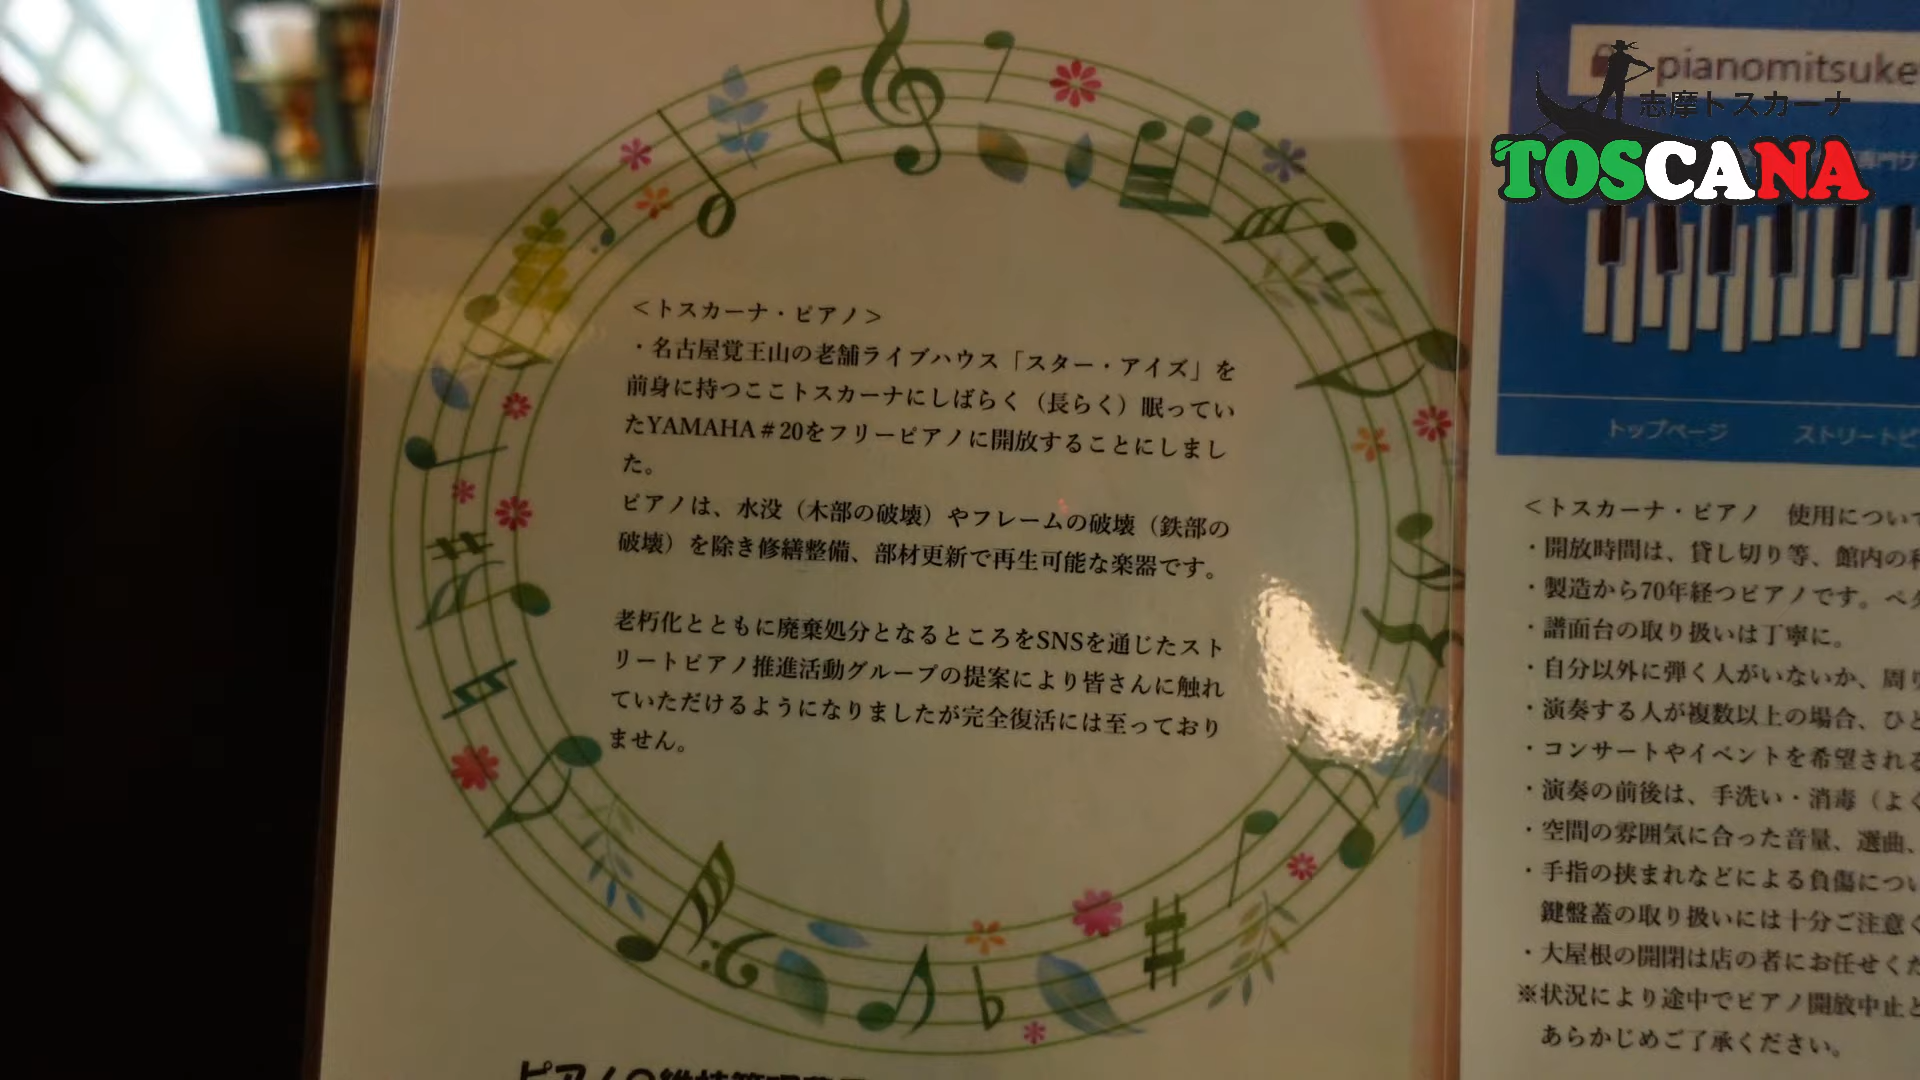 ＜トスカーナ・ピアノ＞
・名古屋覚王山の老舗ライブハウス「スター・アイズ」を
前身に持つここトスカーナにしばらく（長らく）眠ってい
たYAMAHA＃20をフリーピアノに開放することにしまし
た。
ピアノは、水没（木部の破壊）やフレームの破壊（鉄部の
破壊）を除き修繕整備、部材更新で再生可能な楽器です。
老朽化とともに廃棄処分となるところをSNSを通じたスト
リートピアノ推進活動グループの提案により皆さんに触れ
ていただけるようになりましたが完全復活には至っており
ません。
pianomitsuke
志摩トスカーナ
TOSCANA
専門サ
トップページ ストリートピ
＜トスカーナ・ピアノ 使用について
・開放時間は、貸し切り等、館内の
・製造から70年経つピアノです。ペダ
・譜面台の取り扱いは丁寧に。
・自分以外に弾く人がいないか、周り
・演奏する人が複数以上の場合、ひと
・コンサートやイベントを希望される
・演奏の前後は、手洗い・消毒（よく
・空間の雰囲気に合った音量、選曲、
・手指の挟まれなどによる負傷につい
鍵盤蓋の取り扱いには十分ご注意く
・大屋根の開閉は店の者にお任せくだ
※状況により途中でピアノ開放中止と
あらかじめご了承ください。